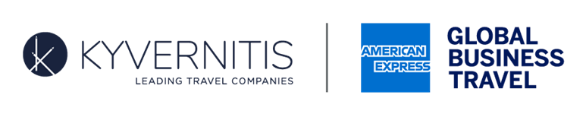 KYVERNITIS
LEADING TRAVEL COMPANIES
AMERICAN
EXPRESS
GLOBAL
BUSINESS
TRAVEL